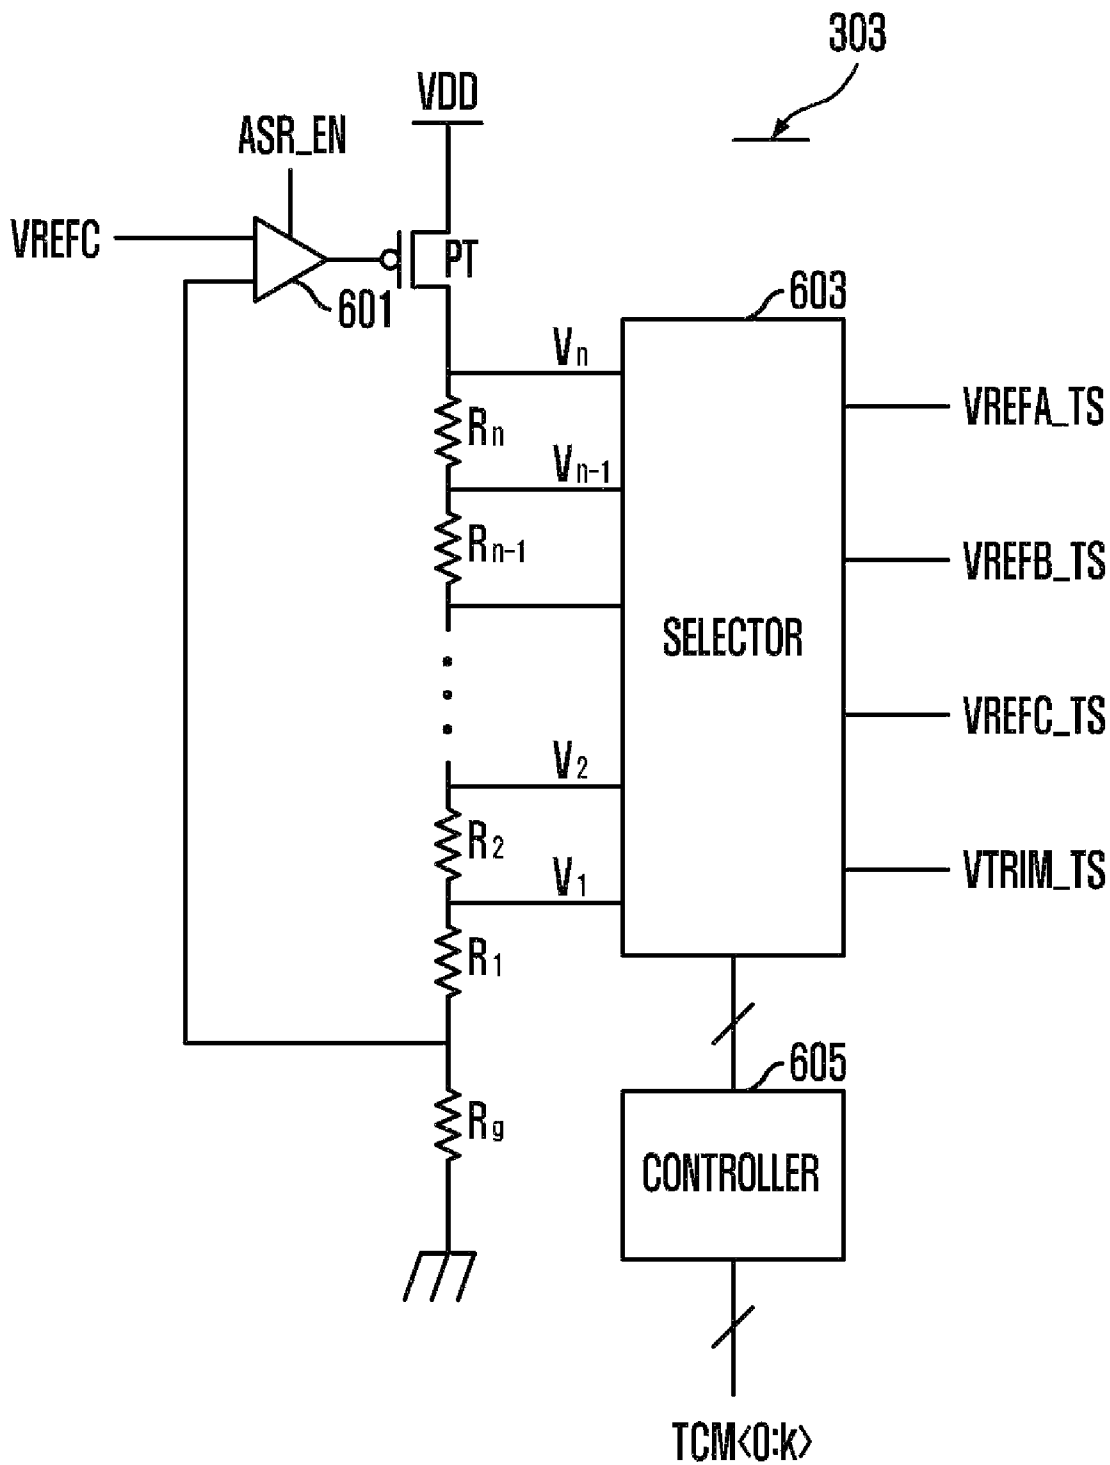 303
VDD
ASR_EN
VREFC
PT
601
603
Vn
VREFA_TS
Rn
Vn-1
Rn-1
VREFB_TS
SELECTOR
VREFC_TS
V2
R2
V1
VTRIM_TS
R1
605
Rg
CONTROLLER
TCM<0:k>